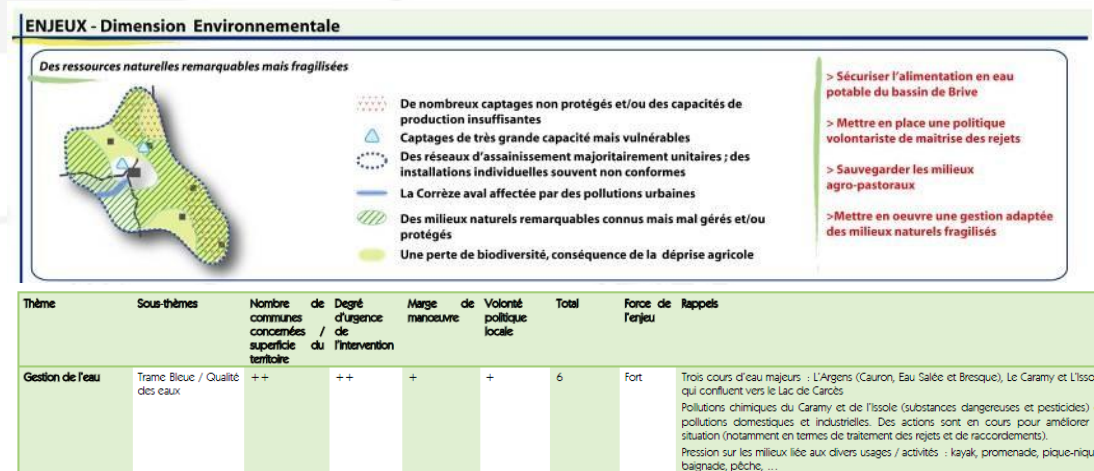 ENJEUX - Dimension Environnementale
Des ressources naturelles remarquables mais fragilisées
De nombreux captages non protégés et/ou des capacités de
production insuffisantes
Captages de très grande capacité mais vulnérables
Des réseaux d'assainissement majoritairement unitaires ; des
installations individuelles souvent non conformes
La Corrèze aval affectée par des pollutions urbaines
Des milieux naturels remarquables connus mais mal gérés et/ou
protégés
Une perte de biodiversité, conséquence de la déprise agricole
> Sécuriser l'alimentation en eau
potable du bassin de Brive
> Mettre en place une politique
volontariste de maitrise des rejets
> Sauvegarder les milieux
agro-pastoraux
>Mettre en oeuvre une gestion adaptée
des milieux naturels fragilisés
Thème
Sous-thèmes
Nombre de
communes
concernées /
superficie du
territoire
Degré
d'urgence
de
l'intervention
Marge de
manoeuvre
Volonté
politique
locale
Total
Force de
l'enjeu
Rappels
Gestion de l'eau
Trame Bleue / Qualité
des eaux
++
++
+
+
6
Fort
Trois cours d'eau majeurs : L'Argens (Cauron, Eau Salée et Bresque), Le Caramy et
qui confluent vers le Lac de Carcès
Pollutions chimiques du Caramy et de l'Issole (substances dangereuses et pesticides)
pollutions domestiques et industrielles. Des actions sont en cours pour améliorer
situation (notamment en termes de traitement des rejets et de raccordements).
Pression sur les milieux liée aux divers usages / activités : kayak, promenade,
baignade, pêche, ...